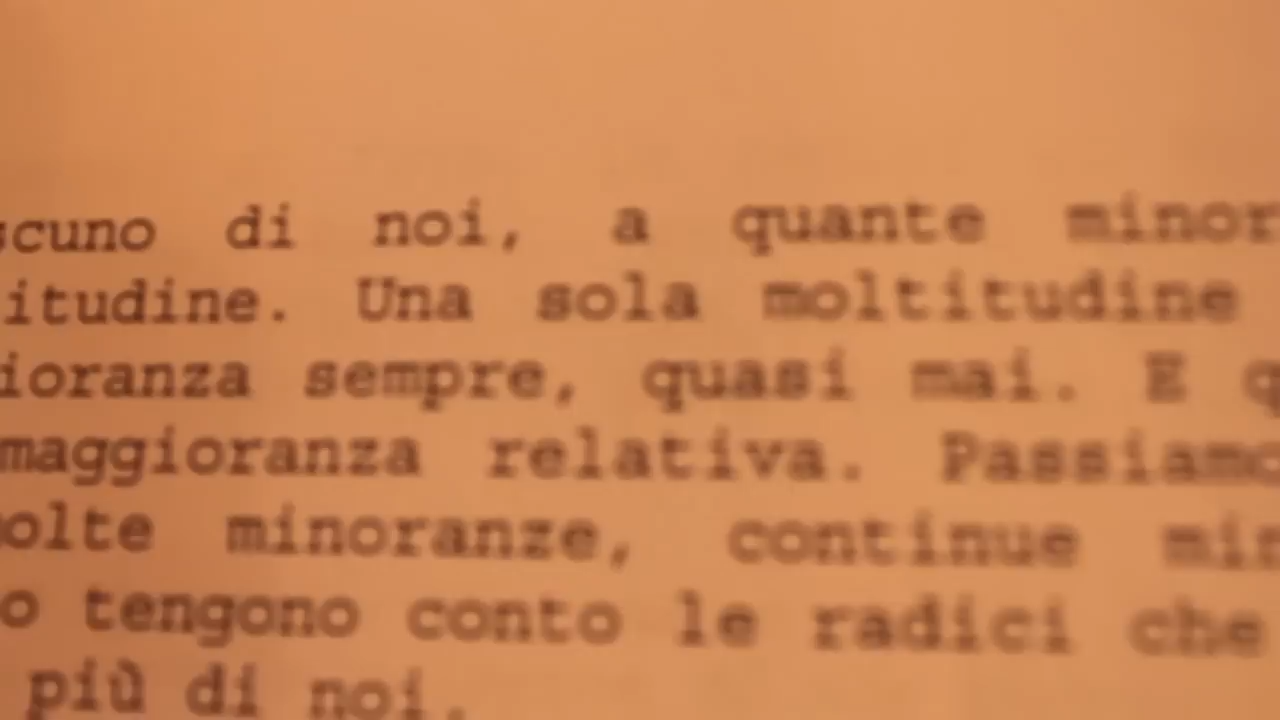 scuno di noi, a quante minor
itudine. Una sola moltitudine
ioranza sempre, quasi mai. E q
maggioranza relativa. Passiamo
olte minoranze, continue min
o tengono conto le radici che
più di noi.